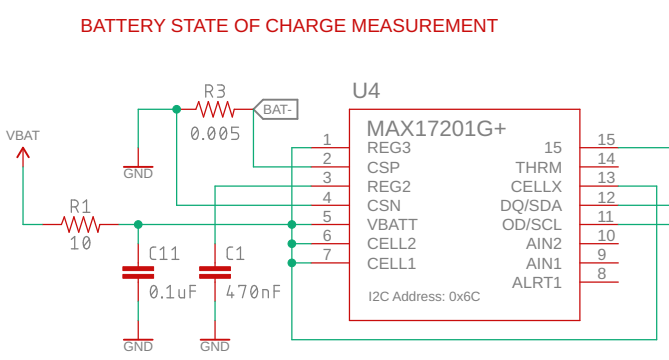 BATTERY STATE OF CHARGE MEASUREMENT
R3
U4
BAT-
0.005
MAX17201G+
VBAT
GND
1 REG3 15 15
2 CSP THRM 14
3 REG2 CELLX 13
4 CSN DQ/SDA 12
5 VBATT OD/SCL 11
6 CELL2 AIN2 10
7 CELL1 AIN1 9
ALRT1 8
R1
10
C11
C1
0.1uF
470nF
I2C Address: 0x6C
GND
GND